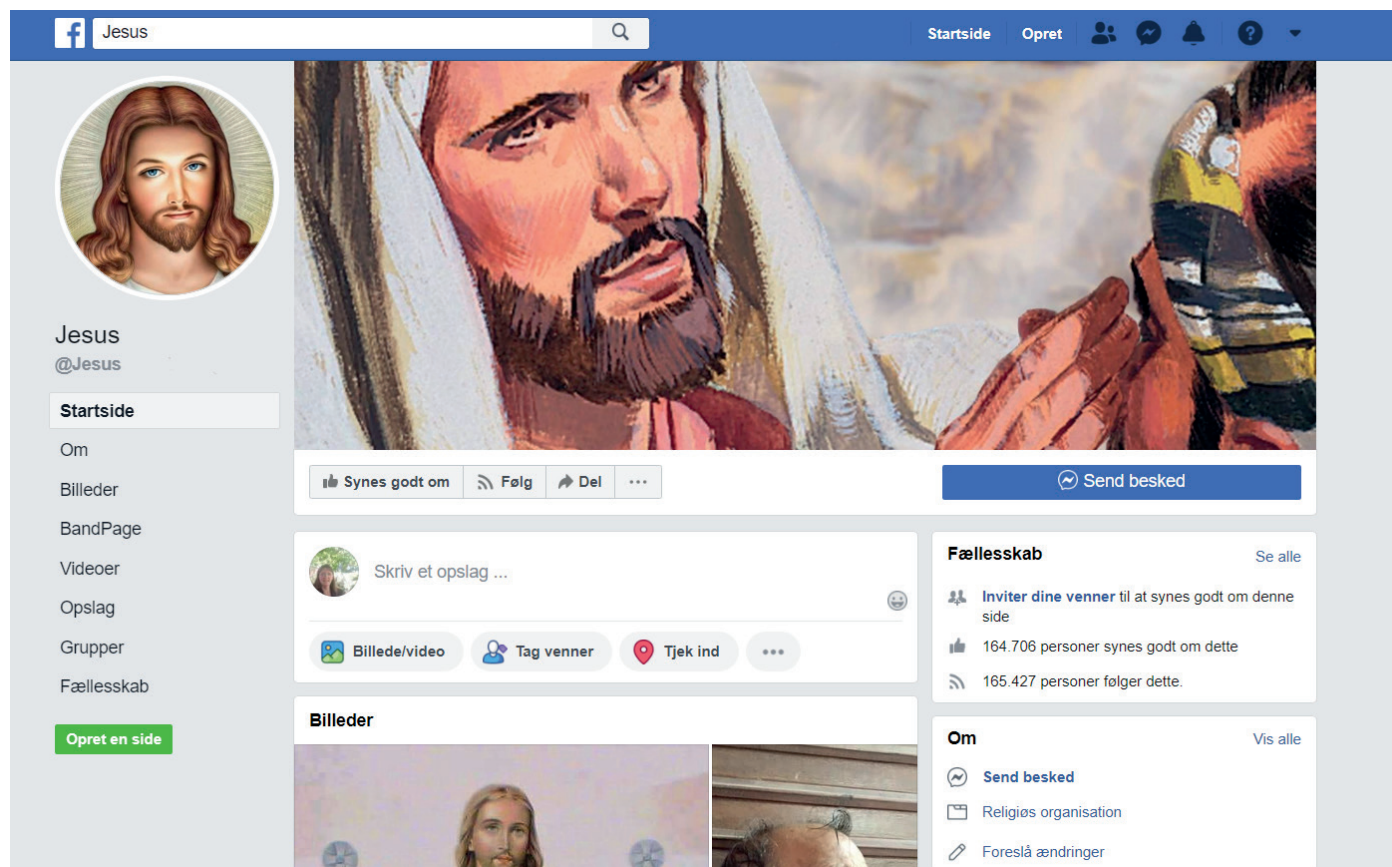 f
Jesus
Startside
Opret
?
Jesus
@Jesus
Startside
Om
Billeder
BandPage
Videoer
Opslag
Grupper
Fællesskab
Opret en side
Synes godt om
Følg
Del
...
Send besked
Skriv et opslag ...
Billede/video
Tag venner
Tjek ind
...
Billeder
Fællesskab
Se alle
Inviter dine venner til at synes godt om denne
side
164.706 personer synes godt om dette
165.427 personer følger dette.
Om
Vis alle
Send besked
Religiøs organisation
Foreslå ændringer